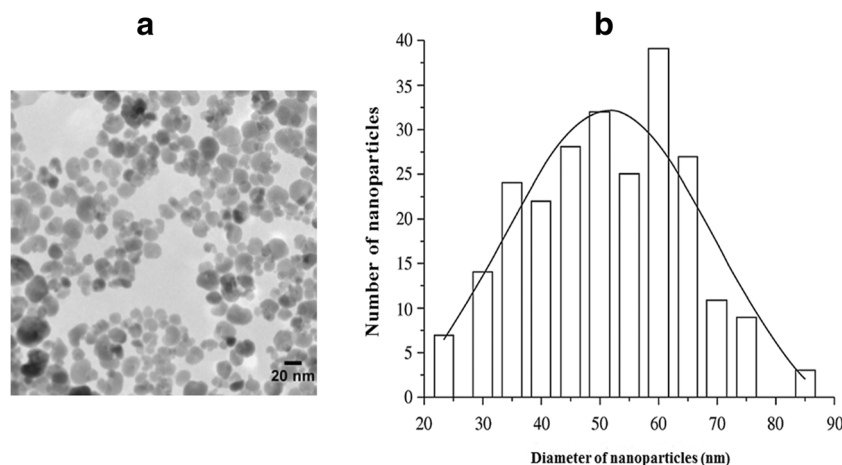 a
b
20 nm
Number of nanoparticles
40
35
30
25
20
15
10
5
0
20 30 40 50 60 70 80 90
Diameter of nanoparticles (nm)